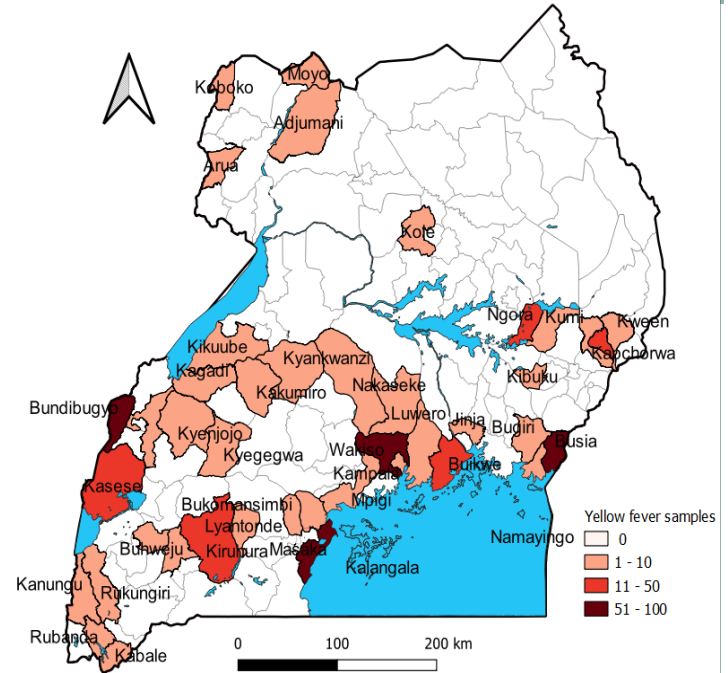 Moyo
Koboko
Adjumani
Arua
Kole
Ngora
Kumi
Kween
Kapchorwa
Kikuube
Kyankwanzi
Kagadi
Kakumiro
Nakaseke
Kibuku
Bundibugyo
Luwero
Jinja
Bugiri
Kyenjojo
Wakiso
Busia
Kyegegwa
Kampala
Buikwe
Kasese
Mpigi
Bukomansimbi
Lyantonde
Buhweju
Kiruhura
Masaka
Namayingo
Kalangala
Kanungu
Rukungiri
Rubanda
Kabale
Yellow fever samples
0
1 - 10
11 - 50
51 - 100
0 100 200 km